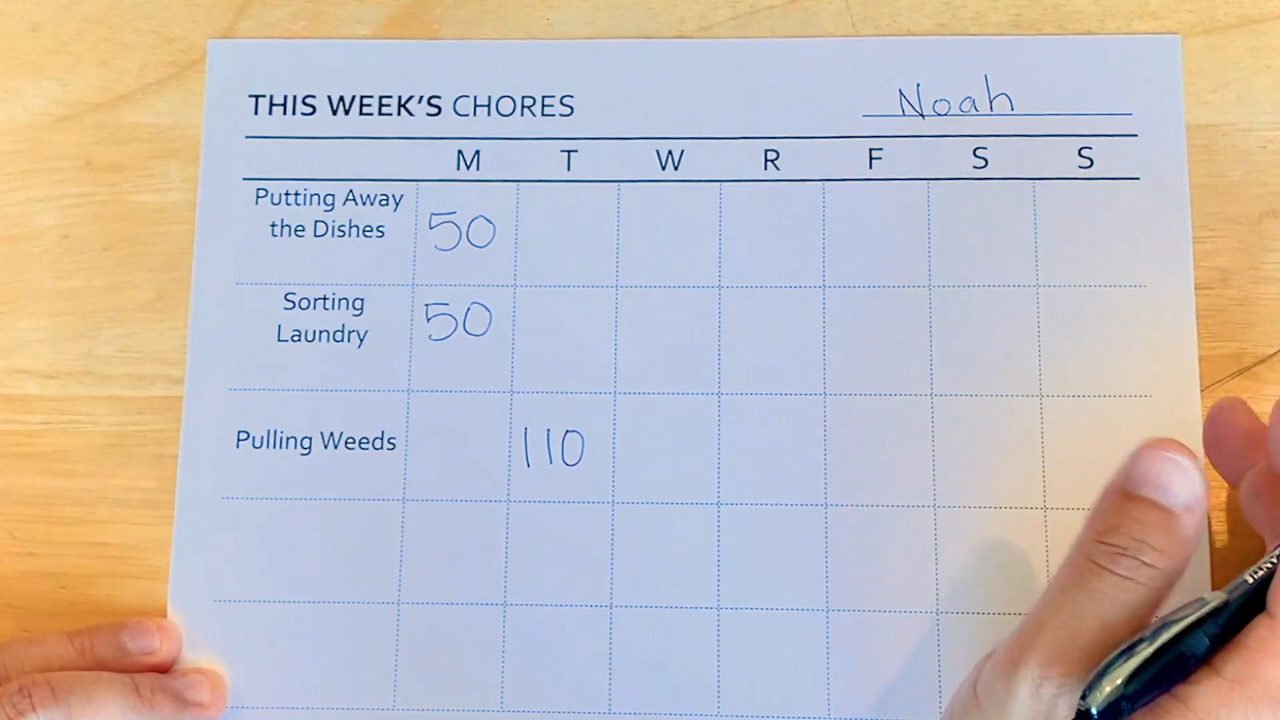 THIS WEEK'S CHORES Noah
M T W R F S S
Putting Away
the Dishes
50
Sorting
Laundry
50
Pulling Weeds 110